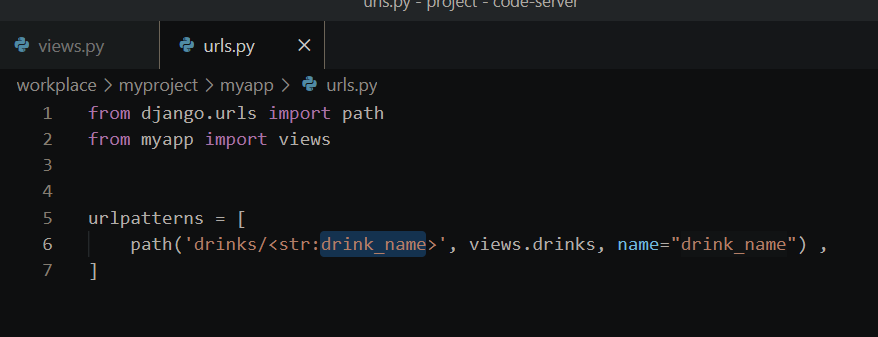 urls.py - project - code-server
views.py urls.py ×
workplace > myproject > myapp > urls.py
1 from django.urls import path
2 from myapp import views
3
4
5 urlpatterns = [
6 path('drinks/<str:drink_name>', views.drinks, name="drink_name") ,
7 ]